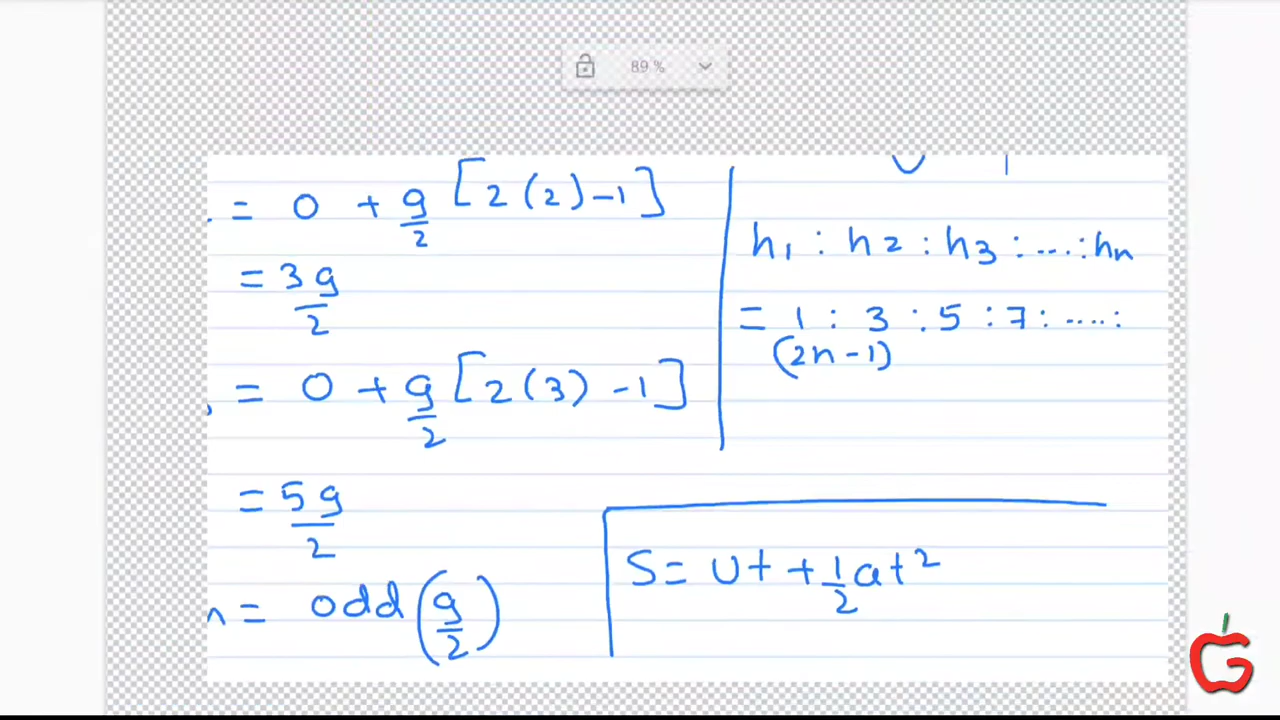 89 %
= 0 + g/2 [2(2)-1]
= 3g/2
= 0 + g/2 [2(3)-1]
= 5g/2
n = odd (g/2)
h1 : h2 : h3 : ....: hn
= 1 : 3 : 5 : 7 : ....:
(2n-1)
S = Ut + 1/2 at²
G